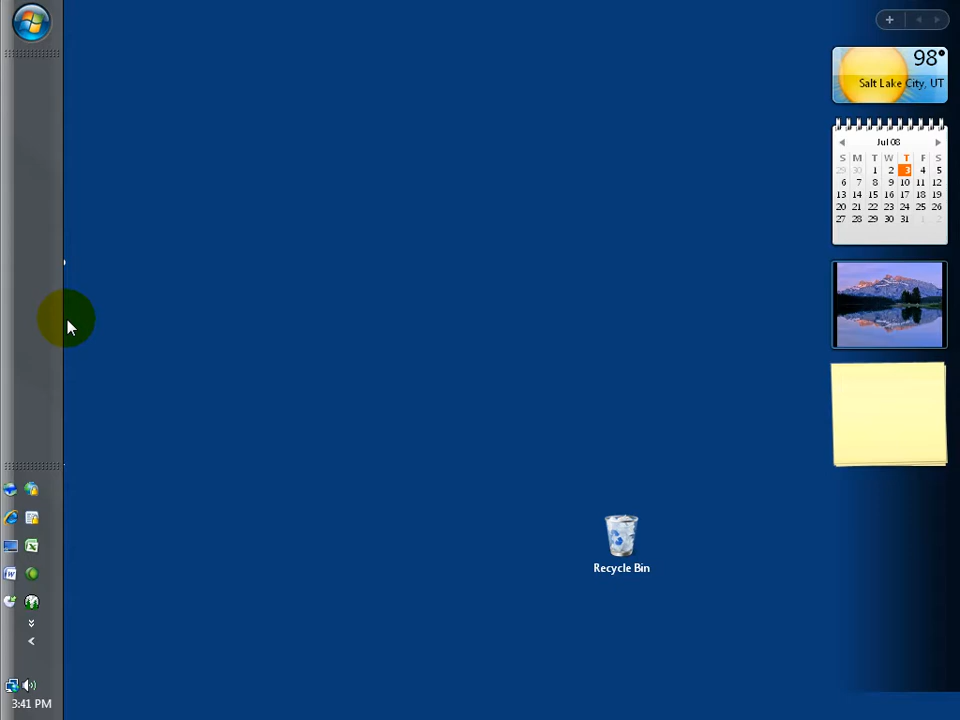 98°
Salt Lake City, UT
Jul 08
S M T W T F S
29 30 1 2 3 4 5
6 7 8 9 10 11 12
13 14 15 16 17 18 19
20 21 22 23 24 25 26
27 28 29 30 31 1 2
Recycle Bin
3:41 PM